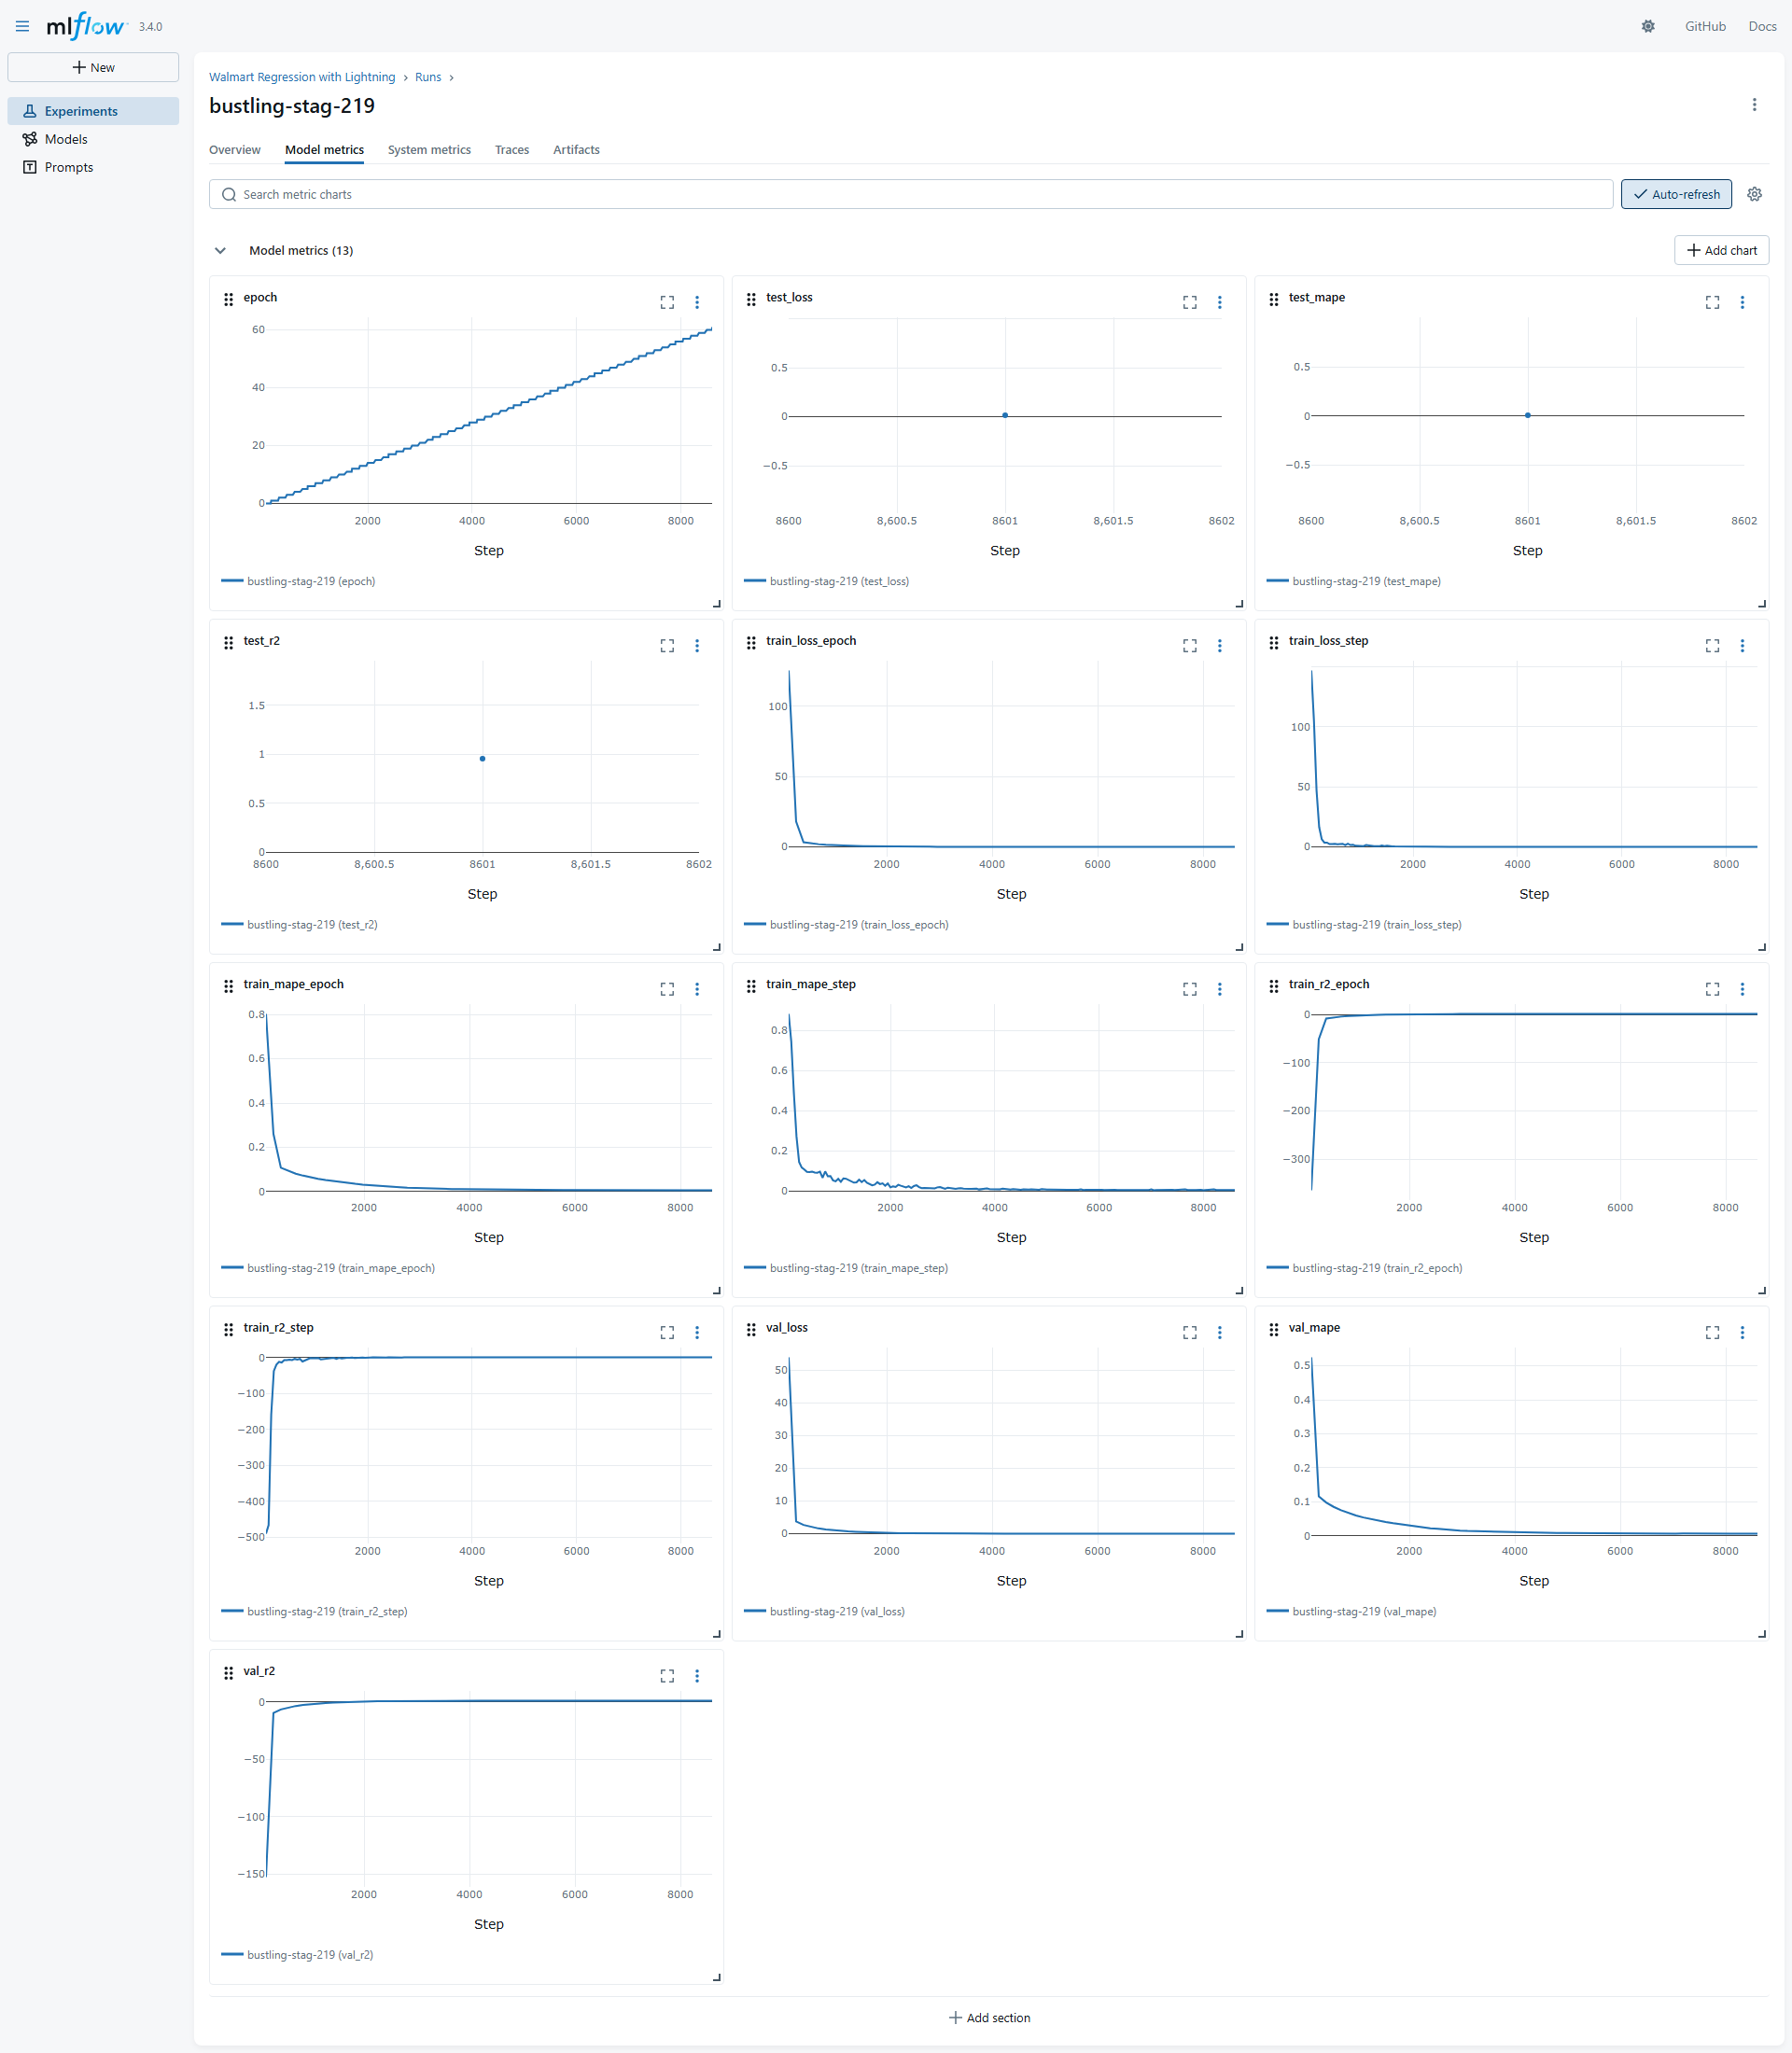 mlflow 3.4.0 GitHub Docs
New
Experiments
Models
Prompts
Walmart Regression with Lightning › Runs ›
bustling-stag-219
Overview Model metrics System metrics Traces Artifacts
Search metric charts Auto-refresh
Model metrics (13) Add chart
epoch
60
40
20
0
2000 4000 6000 8000
Step
bustling-stag-219 (epoch)
test_loss
0.5
0
−0.5
8600 8,600.5 8601 8,601.5 8602
Step
bustling-stag-219 (test_loss)
test_mape
0.5
0
−0.5
8600 8,600.5 8601 8,601.5 8602
Step
bustling-stag-219 (test_mape)
test_r2
1.5
1
0.5
0
8600 8,600.5 8601 8,601.5 8602
Step
bustling-stag-219 (test_r2)
train_loss_epoch
100
50
0
2000 4000 6000 8000
Step
bustling-stag-219 (train_loss_epoch)
train_loss_step
100
50
0
2000 4000 6000 8000
Step
bustling-stag-219 (train_loss_step)
train_mape_epoch
0.8
0.6
0.4
0.2
0
2000 4000 6000 8000
Step
bustling-stag-219 (train_mape_epoch)
train_mape_step
0.8
0.6
0.4
0.2
0
2000 4000 6000 8000
Step
bustling-stag-219 (train_mape_step)
train_r2_epoch
0
−100
−200
−300
2000 4000 6000 8000
Step
bustling-stag-219 (train_r2_epoch)
train_r2_step
0
−100
−200
−300
−400
−500
2000 4000 6000 8000
Step
bustling-stag-219 (train_r2_step)
val_loss
50
40
30
20
10
0
2000 4000 6000 8000
Step
bustling-stag-219 (val_loss)
val_mape
0.5
0.4
0.3
0.2
0.1
0
2000 4000 6000 8000
Step
bustling-stag-219 (val_mape)
val_r2
0
−50
−100
−150
2000 4000 6000 8000
Step
bustling-stag-219 (val_r2)
Add section